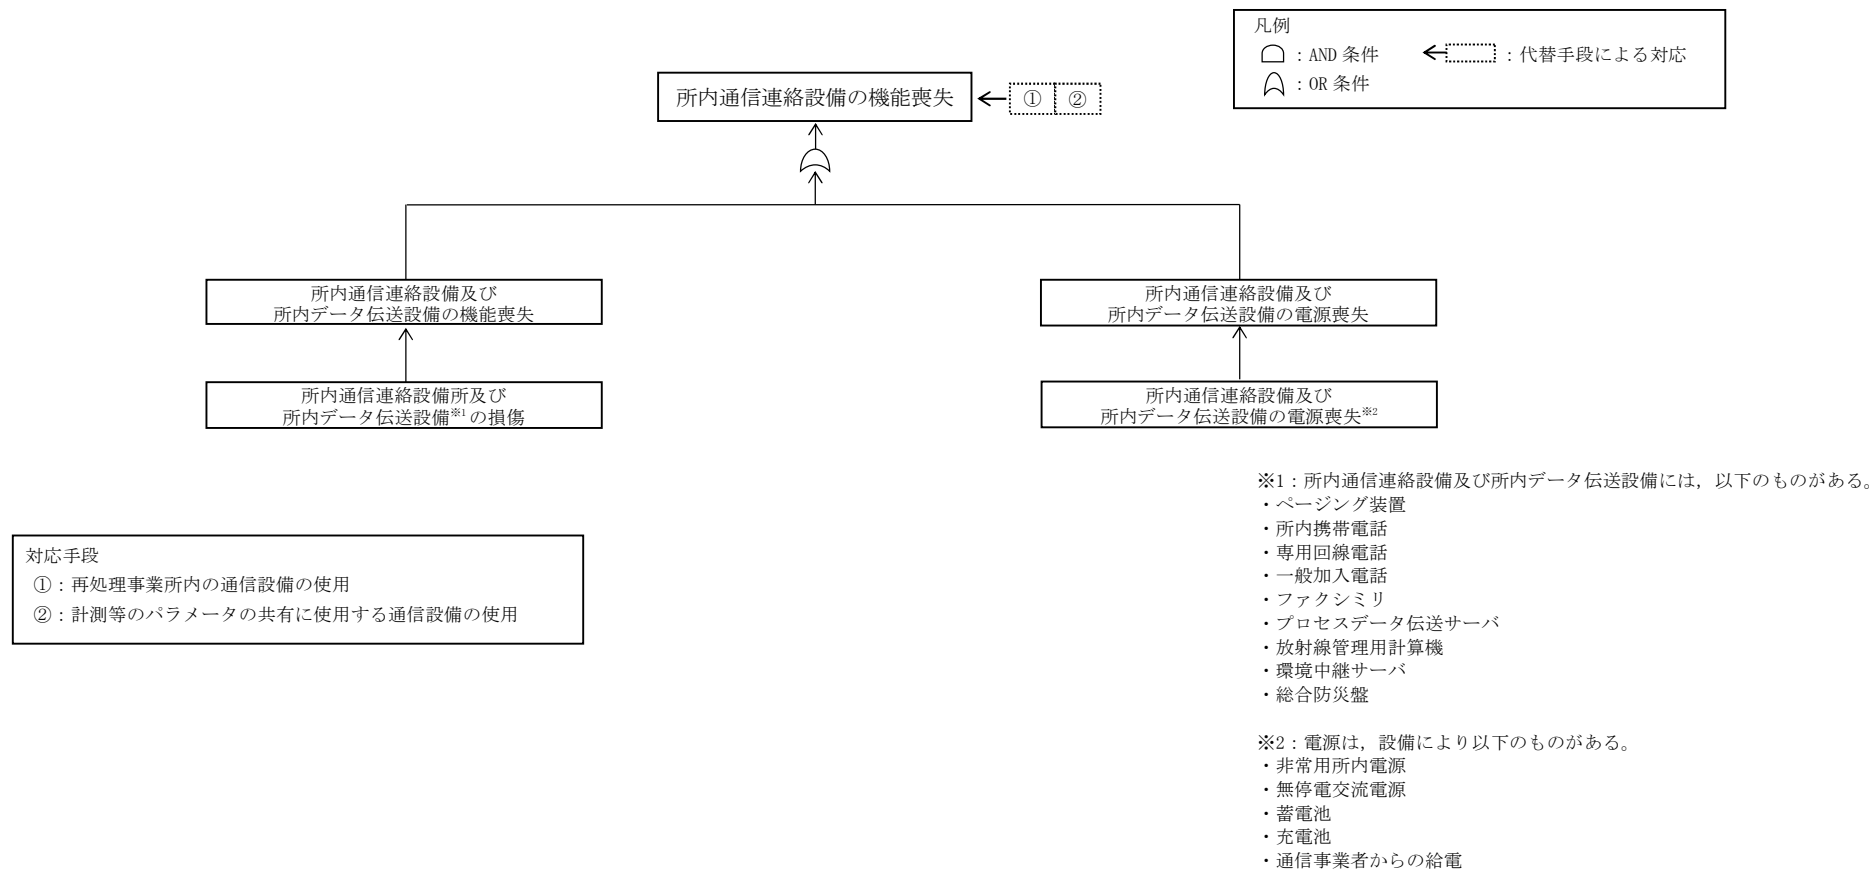 凡例
：AND 条件
：代替手段による対応
：OR 条件
所内通信連絡設備の機能喪失
① ②
所内通信連絡設備及び
所内データ伝送設備の機能喪失
所内通信連絡設備及び
所内データ伝送設備の電源喪失
所内通信連絡設備所及び
所内データ伝送設備※1の損傷
所内通信連絡設備及び
所内データ伝送設備の電源喪失※2
対応手段
①：再処理事業所内の通信設備の使用
②：計測等のパラメータの共有に使用する通信設備の使用
※1：所内通信連絡設備及び所内データ伝送設備には，以下のものがある。
・ページング装置
・所内携帯電話
・専用回線電話
・一般加入電話
・ファクシミリ
・プロセスデータ伝送サーバ
・放射線管理用計算機
・環境中継サーバ
・総合防災盤
※2：電源は，設備により以下のものがある。
・非常用所内電源
・無停電交流電源
・蓄電池
・充電池
・通信事業者からの給電